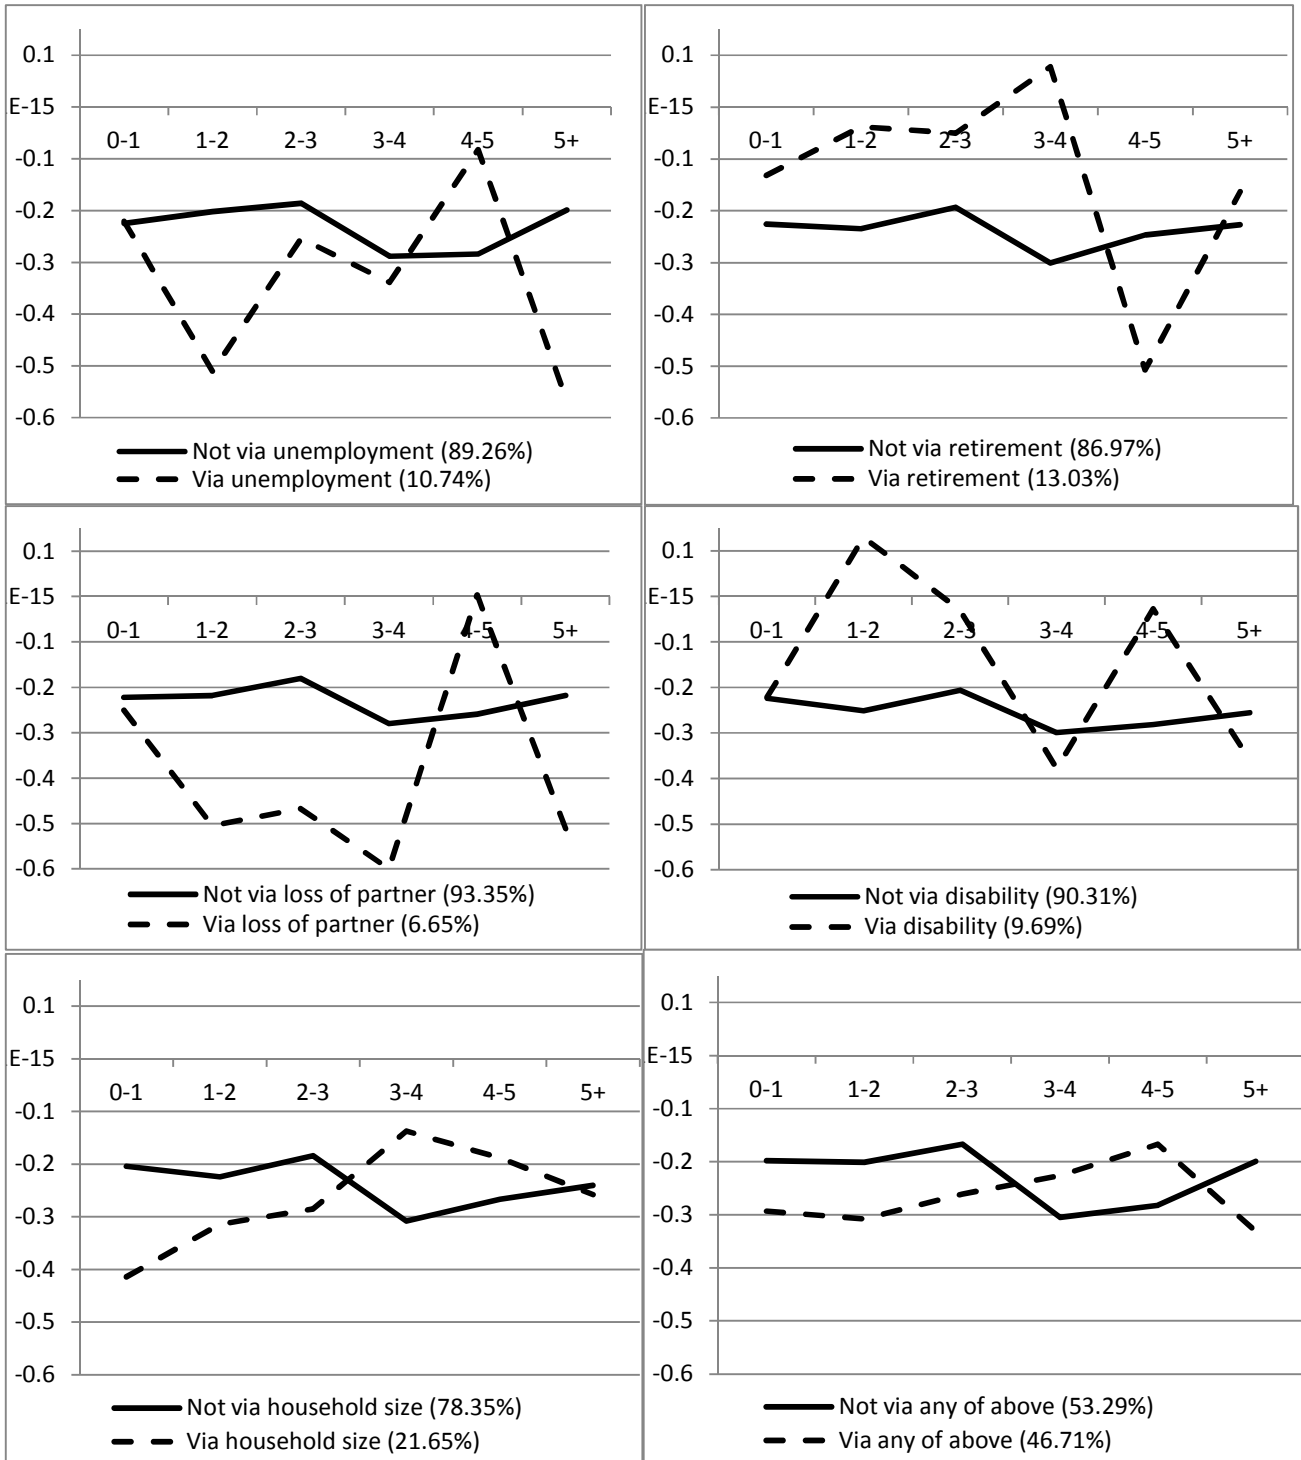 0.1
E-15
0-1 1-2 2-3 3-4 4-5 5+
-0.1
-0.2
-0.3
-0.4
-0.5
-0.6
Not via unemployment (89.26%)
Via unemployment (10.74%)
0.1
E-15
0-1 1-2 2-3 3-4 4-5 5+
-0.1
-0.2
-0.3
-0.4
-0.5
-0.6
Not via retirement (86.97%)
Via retirement (13.03%)
0.1
E-15
0-1 1-2 2-3 3-4 4-5 5+
-0.1
-0.2
-0.3
-0.4
-0.5
-0.6
Not via loss of partner (93.35%)
Via loss of partner (6.65%)
0.1
E-15
0-1 1-2 2-3 3-4 4-5 5+
-0.1
-0.2
-0.3
-0.4
-0.5
-0.6
Not via disability (90.31%)
Via disability (9.69%)
0.1
E-15
0-1 1-2 2-3 3-4 4-5 5+
-0.1
-0.2
-0.3
-0.4
-0.5
-0.6
Not via household size (78.35%)
Via household size (21.65%)
0.1
E-15
0-1 1-2 2-3 3-4 4-5 5+
-0.1
-0.2
-0.3
-0.4
-0.5
-0.6
Not via any of above (53.29%)
Via any of above (46.71%)